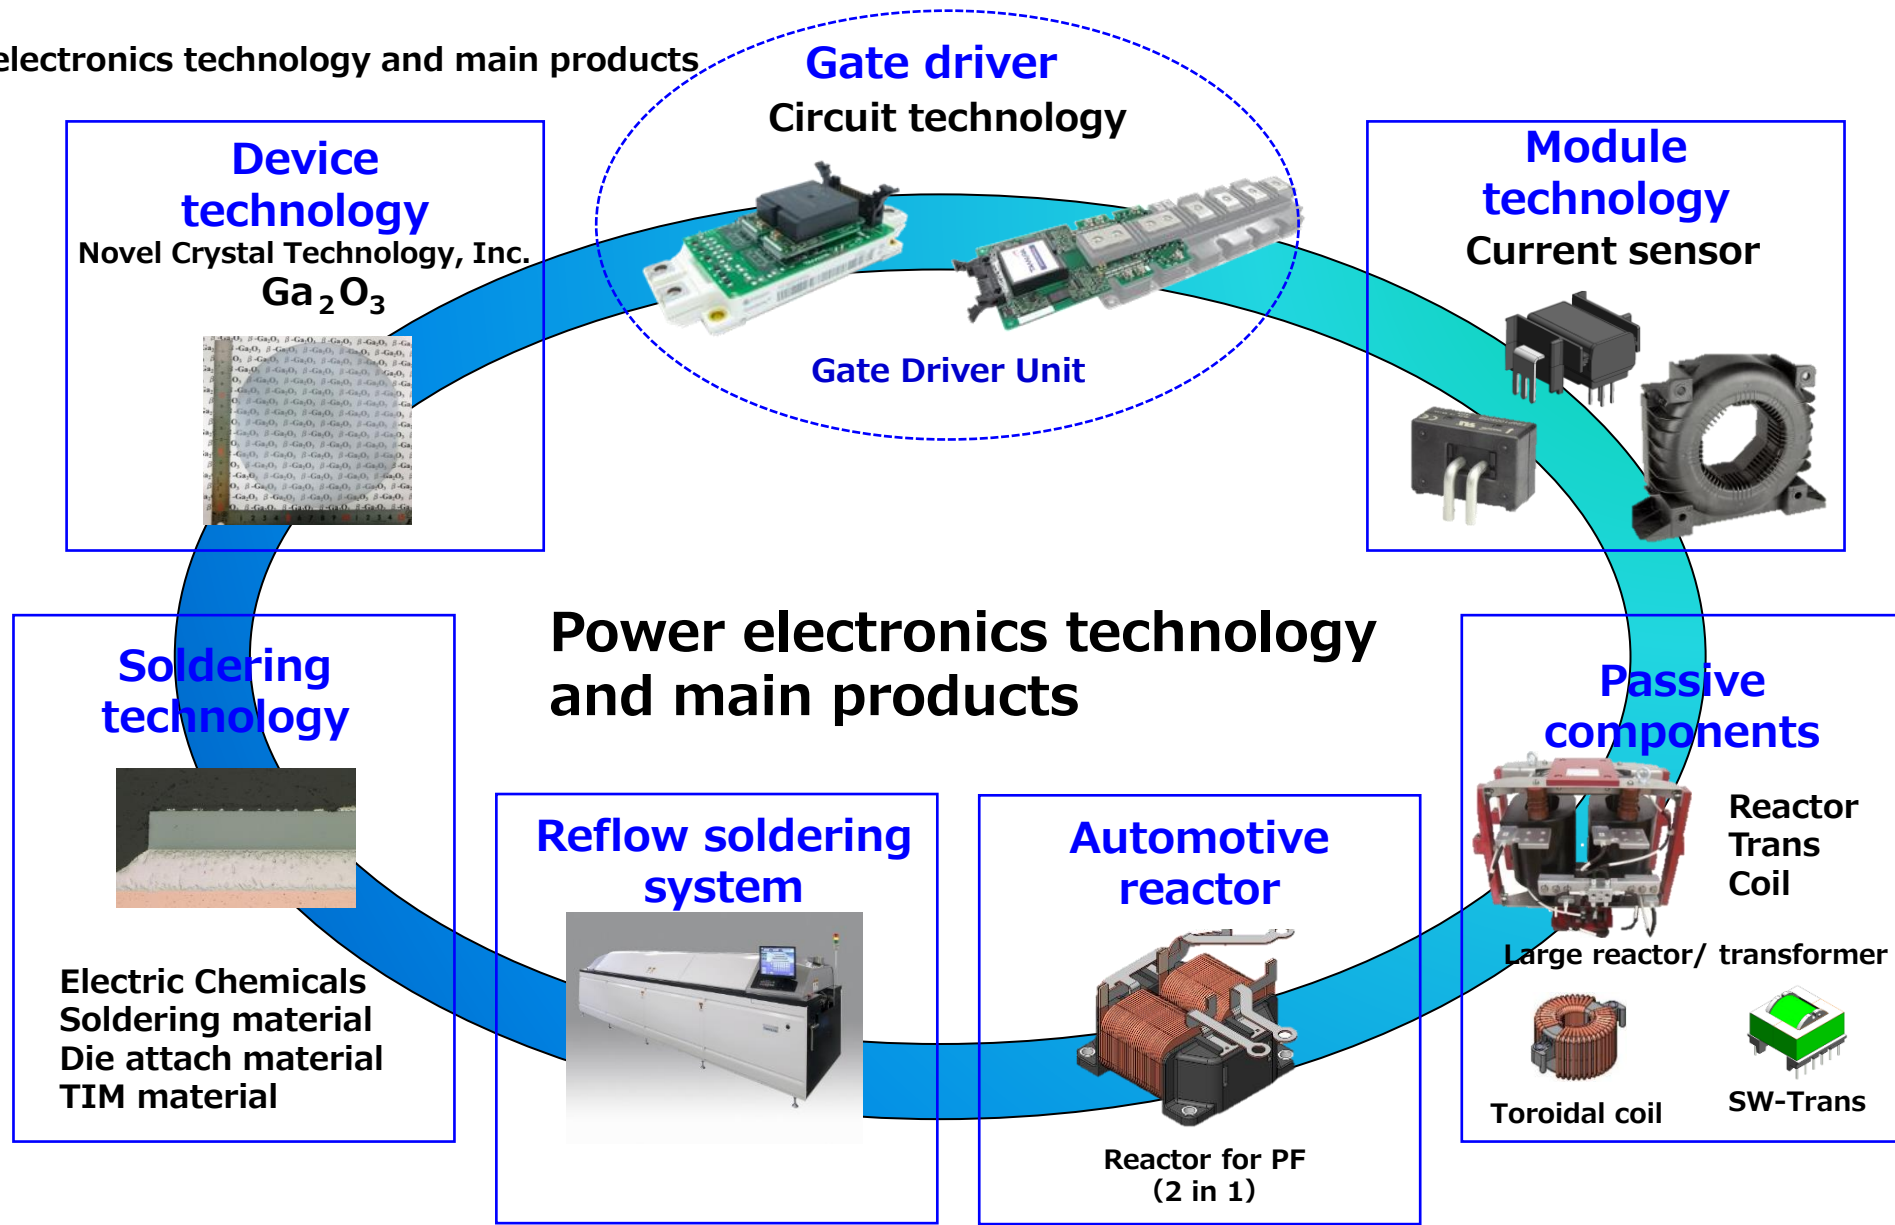 electronics technology and main products
Gate driver
Circuit technology
Gate Driver Unit
Device
technology
Novel Crystal Technology, Inc.
Ga₂O₃
Module
technology
Current sensor
Power electronics technology
and main products
Soldering
technology
Electric Chemicals
Soldering material
Die attach material
TIM material
Reflow soldering
system
Automotive
reactor
Reactor for PF
（2 in 1）
Passive
components
Reactor
Trans
Coil
Large reactor/ transformer
Toroidal coil
SW-Trans